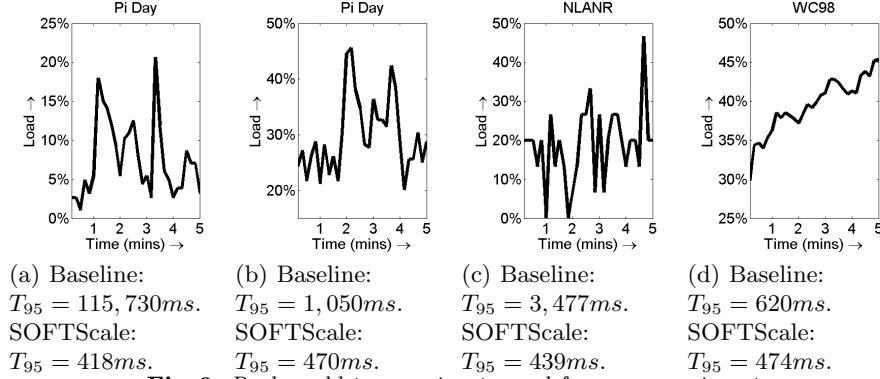 Pi Day
25%
20%
15%
10%
5%
0%
Load →
1 2 3 4 5
Time (mins) →
(a) Baseline:
T95 = 115,730ms.
SOFTScale:
T95 = 418ms.
Pi Day
50%
40%
30%
20%
Load →
1 2 3 4 5
Time (mins) →
(b) Baseline:
T95 = 1,050ms.
SOFTScale:
T95 = 470ms.
NLANR
50%
40%
30%
20%
10%
0%
Load →
1 2 3 4 5
Time (mins) →
(c) Baseline:
T95 = 3,477ms.
SOFTScale:
T95 = 439ms.
WC98
50%
45%
40%
35%
30%
25%
Load →
1 2 3 4 5
Time (mins) →
(d) Baseline:
T95 = 620ms.
SOFTScale:
T95 = 474ms.